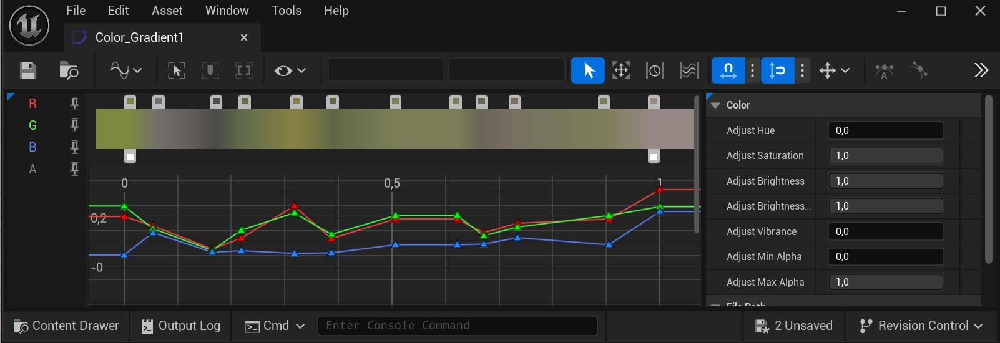 File Edit Asset Window Tools Help
Color_Gradient1
R
G
B
A
0 0,5 1
0,2
-0
Color
Adjust Hue 0,0
Adjust Saturation 1,0
Adjust Brightness 1,0
Adjust Brightness... 1,0
Adjust Vibrance 0,0
Adjust Min Alpha 0,0
Adjust Max Alpha 1,0
File Path
Content Drawer Output Log Cmd Enter Console Command 2 Unsaved Revision Control